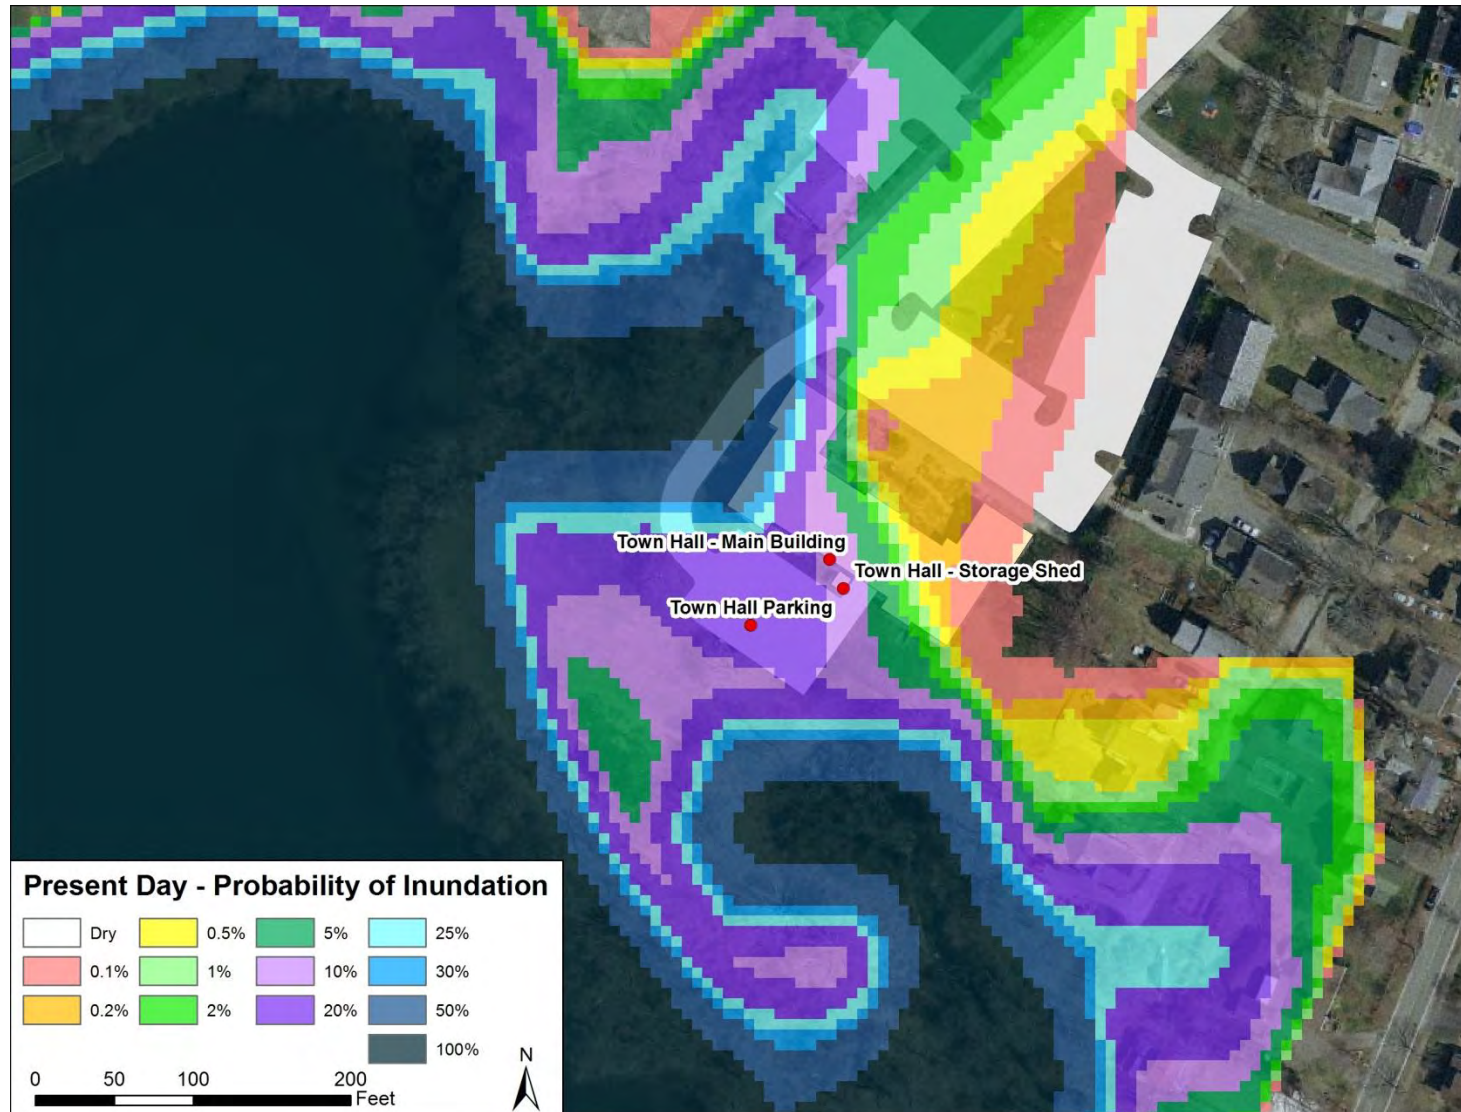 Town Hall - Main Building
Town Hall - Storage Shed
Town Hall Parking
Present Day - Probability of Inundation
Dry 0.5% 5% 25%
0.1% 1% 10% 30%
0.2% 2% 20% 50%
100%
N
0 50 100 200
Feet